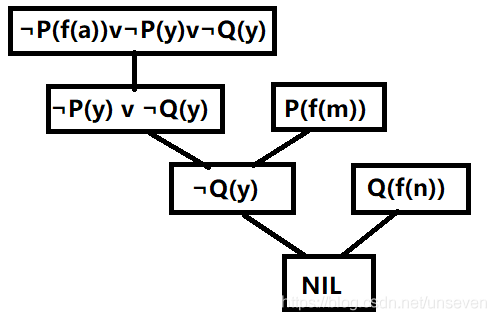 ¬P(f(a))v¬P(y)v¬Q(y)
¬P(y) v ¬Q(y)
P(f(m))
¬Q(y)
Q(f(n))
NIL
https://blog.csdn.net/unseven